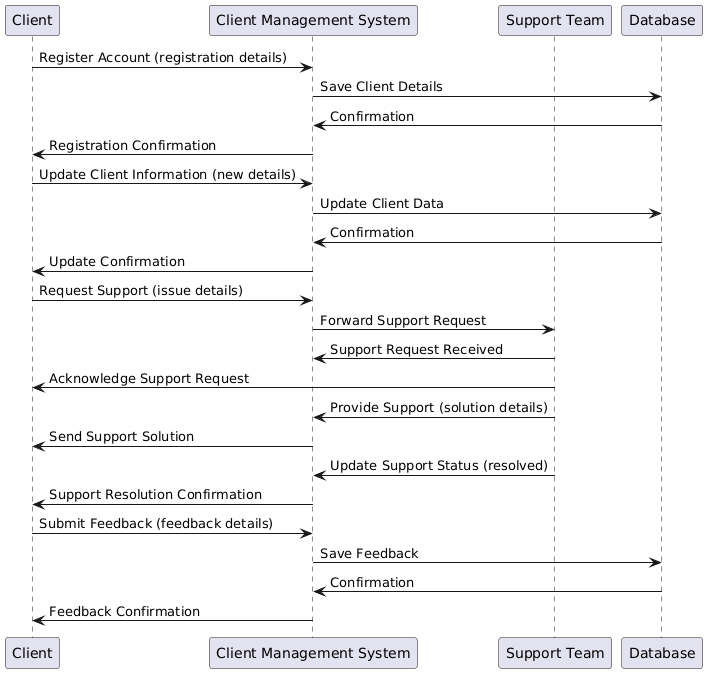 Client
Client Management System
Support Team
Database
Register Account (registration details)
Save Client Details
Confirmation
Registration Confirmation
Update Client Information (new details)
Update Client Data
Confirmation
Update Confirmation
Request Support (issue details)
Forward Support Request
Support Request Received
Acknowledge Support Request
Provide Support (solution details)
Send Support Solution
Update Support Status (resolved)
Support Resolution Confirmation
Submit Feedback (feedback details)
Save Feedback
Confirmation
Feedback Confirmation
Client
Client Management System
Support Team
Database